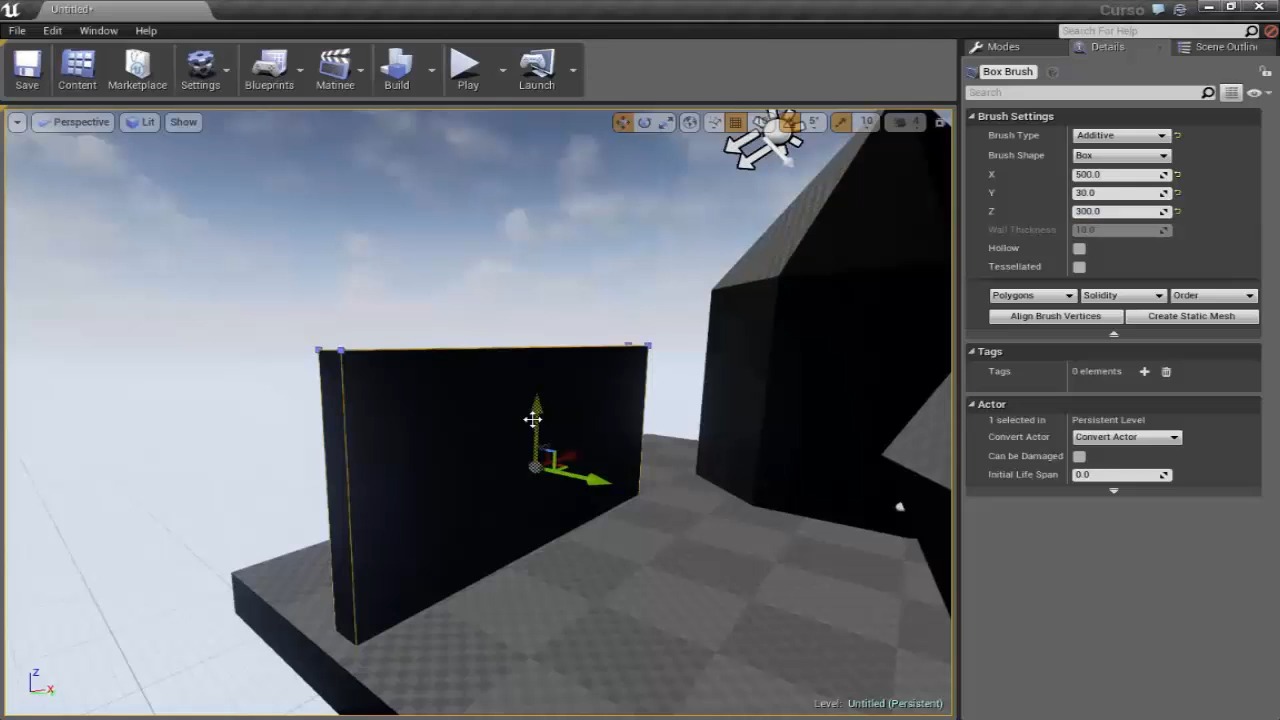 Untitled*
Curso
File Edit Window Help
Search For Help
Save Content Marketplace Settings Blueprints Matinee Build Play Launch
Modes Details Scene Outline
Box Brush
Search
Perspective Lit Show
5° 10 4
Brush Settings
Brush Type Additive
Brush Shape Box
X 500.0
Y 30.0
Z 300.0
Wall Thickness 10.0
Hollow
Tessellated
Polygons Solidity Order
Align Brush Vertices Create Static Mesh
Tags
Tags 0 elements
Actor
1 selected in Persistent Level
Convert Actor Convert Actor
Can be Damaged
Initial Life Span 0.0
Z
X
Level: Untitled (Persistent)